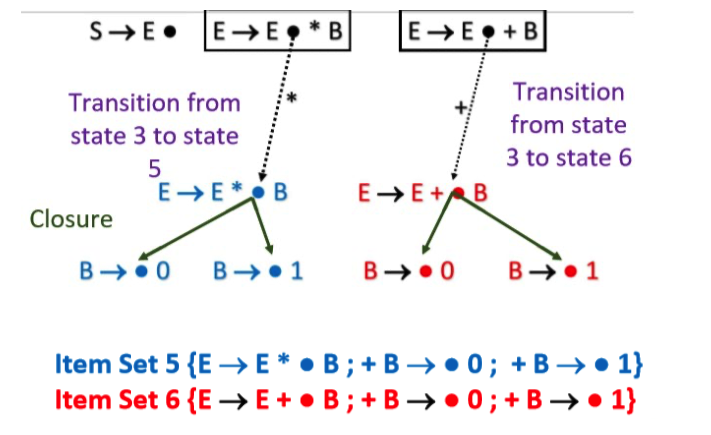 S → E ● E → E ● * B E → E ● + B
*
+
Transition from
state 3 to state
5
Transition
from state
3 to state 6
E → E * ● B E → E + ● B
Closure
B → ● 0 B → ● 1 B → ● 0 B → ● 1
Item Set 5 {E → E * ● B ; + B → ● 0 ; + B → ● 1}
Item Set 6 {E → E + ● B ; + B → ● 0 ; + B → ● 1}